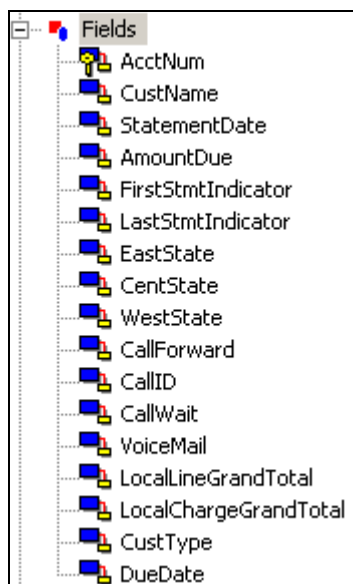 Fields
AcctNum
CustName
StatementDate
AmountDue
FirstStmtIndicator
LastStmtIndicator
EastState
CentState
WestState
CallForward
CallID
CallWait
VoiceMail
LocalLineGrandTotal
LocalChargeGrandTotal
CustType
DueDate